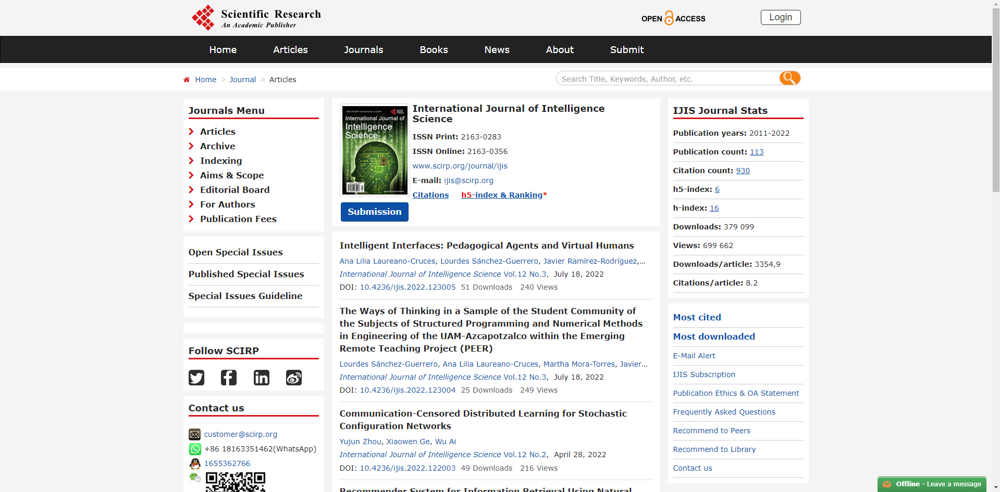 Scientific Research
An Academic Publisher
OPEN ACCESS
Login
Home
Articles
Journals
Books
News
About
Submit
Home > Journal > Articles
Search Title, Keywords, Author, etc.
Journals Menu
Articles
Archive
Indexing
Aims & Scope
Editorial Board
For Authors
Publication Fees
Open Special Issues
Published Special Issues
Special Issues Guideline
Follow SCIRP
Contact us
customer@scirp.org
+86 18163351462(WhatsApp)
1655362766
International Journal of
Intelligence
Science
International Journal of Intelligence
Science
ISSN Print: 2163-0283
ISSN Online: 2163-0356
www.scirp.org/journal/ijis
E-mail: ijis@scirp.org
Citations h5-index & Ranking*
Submission
Intelligent Interfaces: Pedagogical Agents and Virtual Humans
Ana Lilia Laureano-Cruces, Lourdes Sánchez-Guerrero, Javier Ramírez-Rodríguez,...
International Journal of Intelligence Science Vol.12 No.3, July 18, 2022
DOI: 10.4236/ijis.2022.123005 51 Downloads 240 Views
The Ways of Thinking in a Sample of the Student Community of
the Subjects of Structured Programming and Numerical Methods
in Engineering of the UAM-Azcapotzalco within the Emerging
Remote Teaching Project (PEER)
Lourdes Sánchez-Guerrero, Ana Lilia Laureano-Cruces, Martha Mora-Torres, Javier...
International Journal of Intelligence Science Vol.12 No.3, July 18, 2022
DOI: 10.4236/ijis.2022.123004 25 Downloads 249 Views
Communication-Censored Distributed Learning for Stochastic
Configuration Networks
Yujun Zhou, Xiaowen Ge, Wu Ai
International Journal of Intelligence Science Vol.12 No.2, April 28, 2022
DOI: 10.4236/ijis.2022.122003 49 Downloads 216 Views
Recommender System for Information Retrieval Using Natural
IJIS Journal Stats
Publication years: 2011-2022
Publication count: 113
Citation count: 930
h5-index: 6
h-index: 16
Downloads: 379 099
Views: 699 662
Downloads/article: 3354,9
Citations/article: 8.2
Most cited
Most downloaded
E-Mail Alert
IJIS Subscription
Publication Ethics & OA Statement
Frequently Asked Questions
Recommend to Peers
Recommend to Library
Contact us
Offline - Leave a message